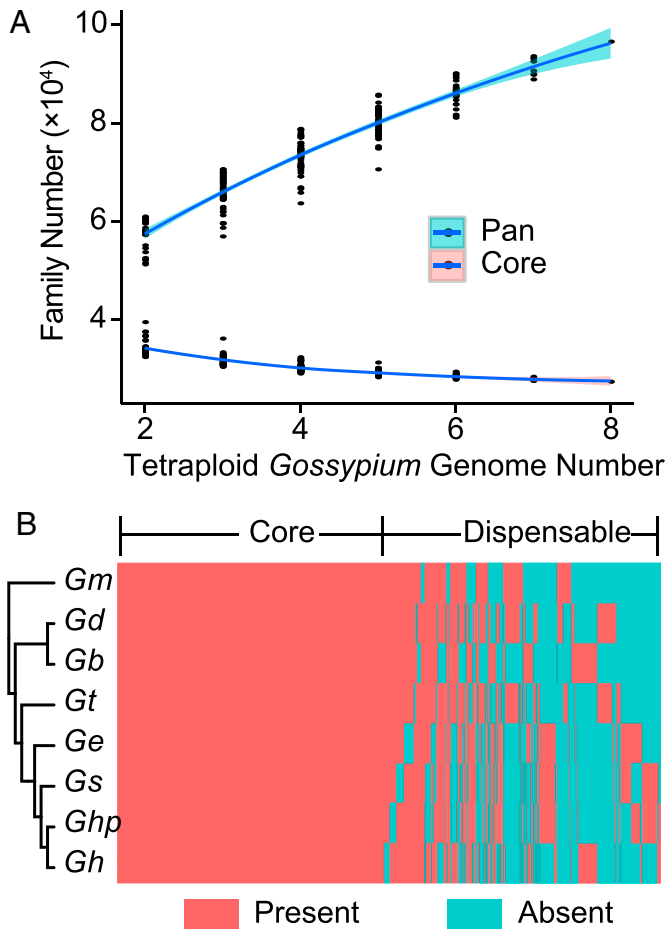 A
10
8
6
4
Family Number (×10⁴)
Pan
Core
2
4
6
8
Tetraploid Gossypium Genome Number
B
Core
Dispensable
Gm
Gd
Gb
Gt
Ge
Gs
Ghp
Gh
Present
Absent